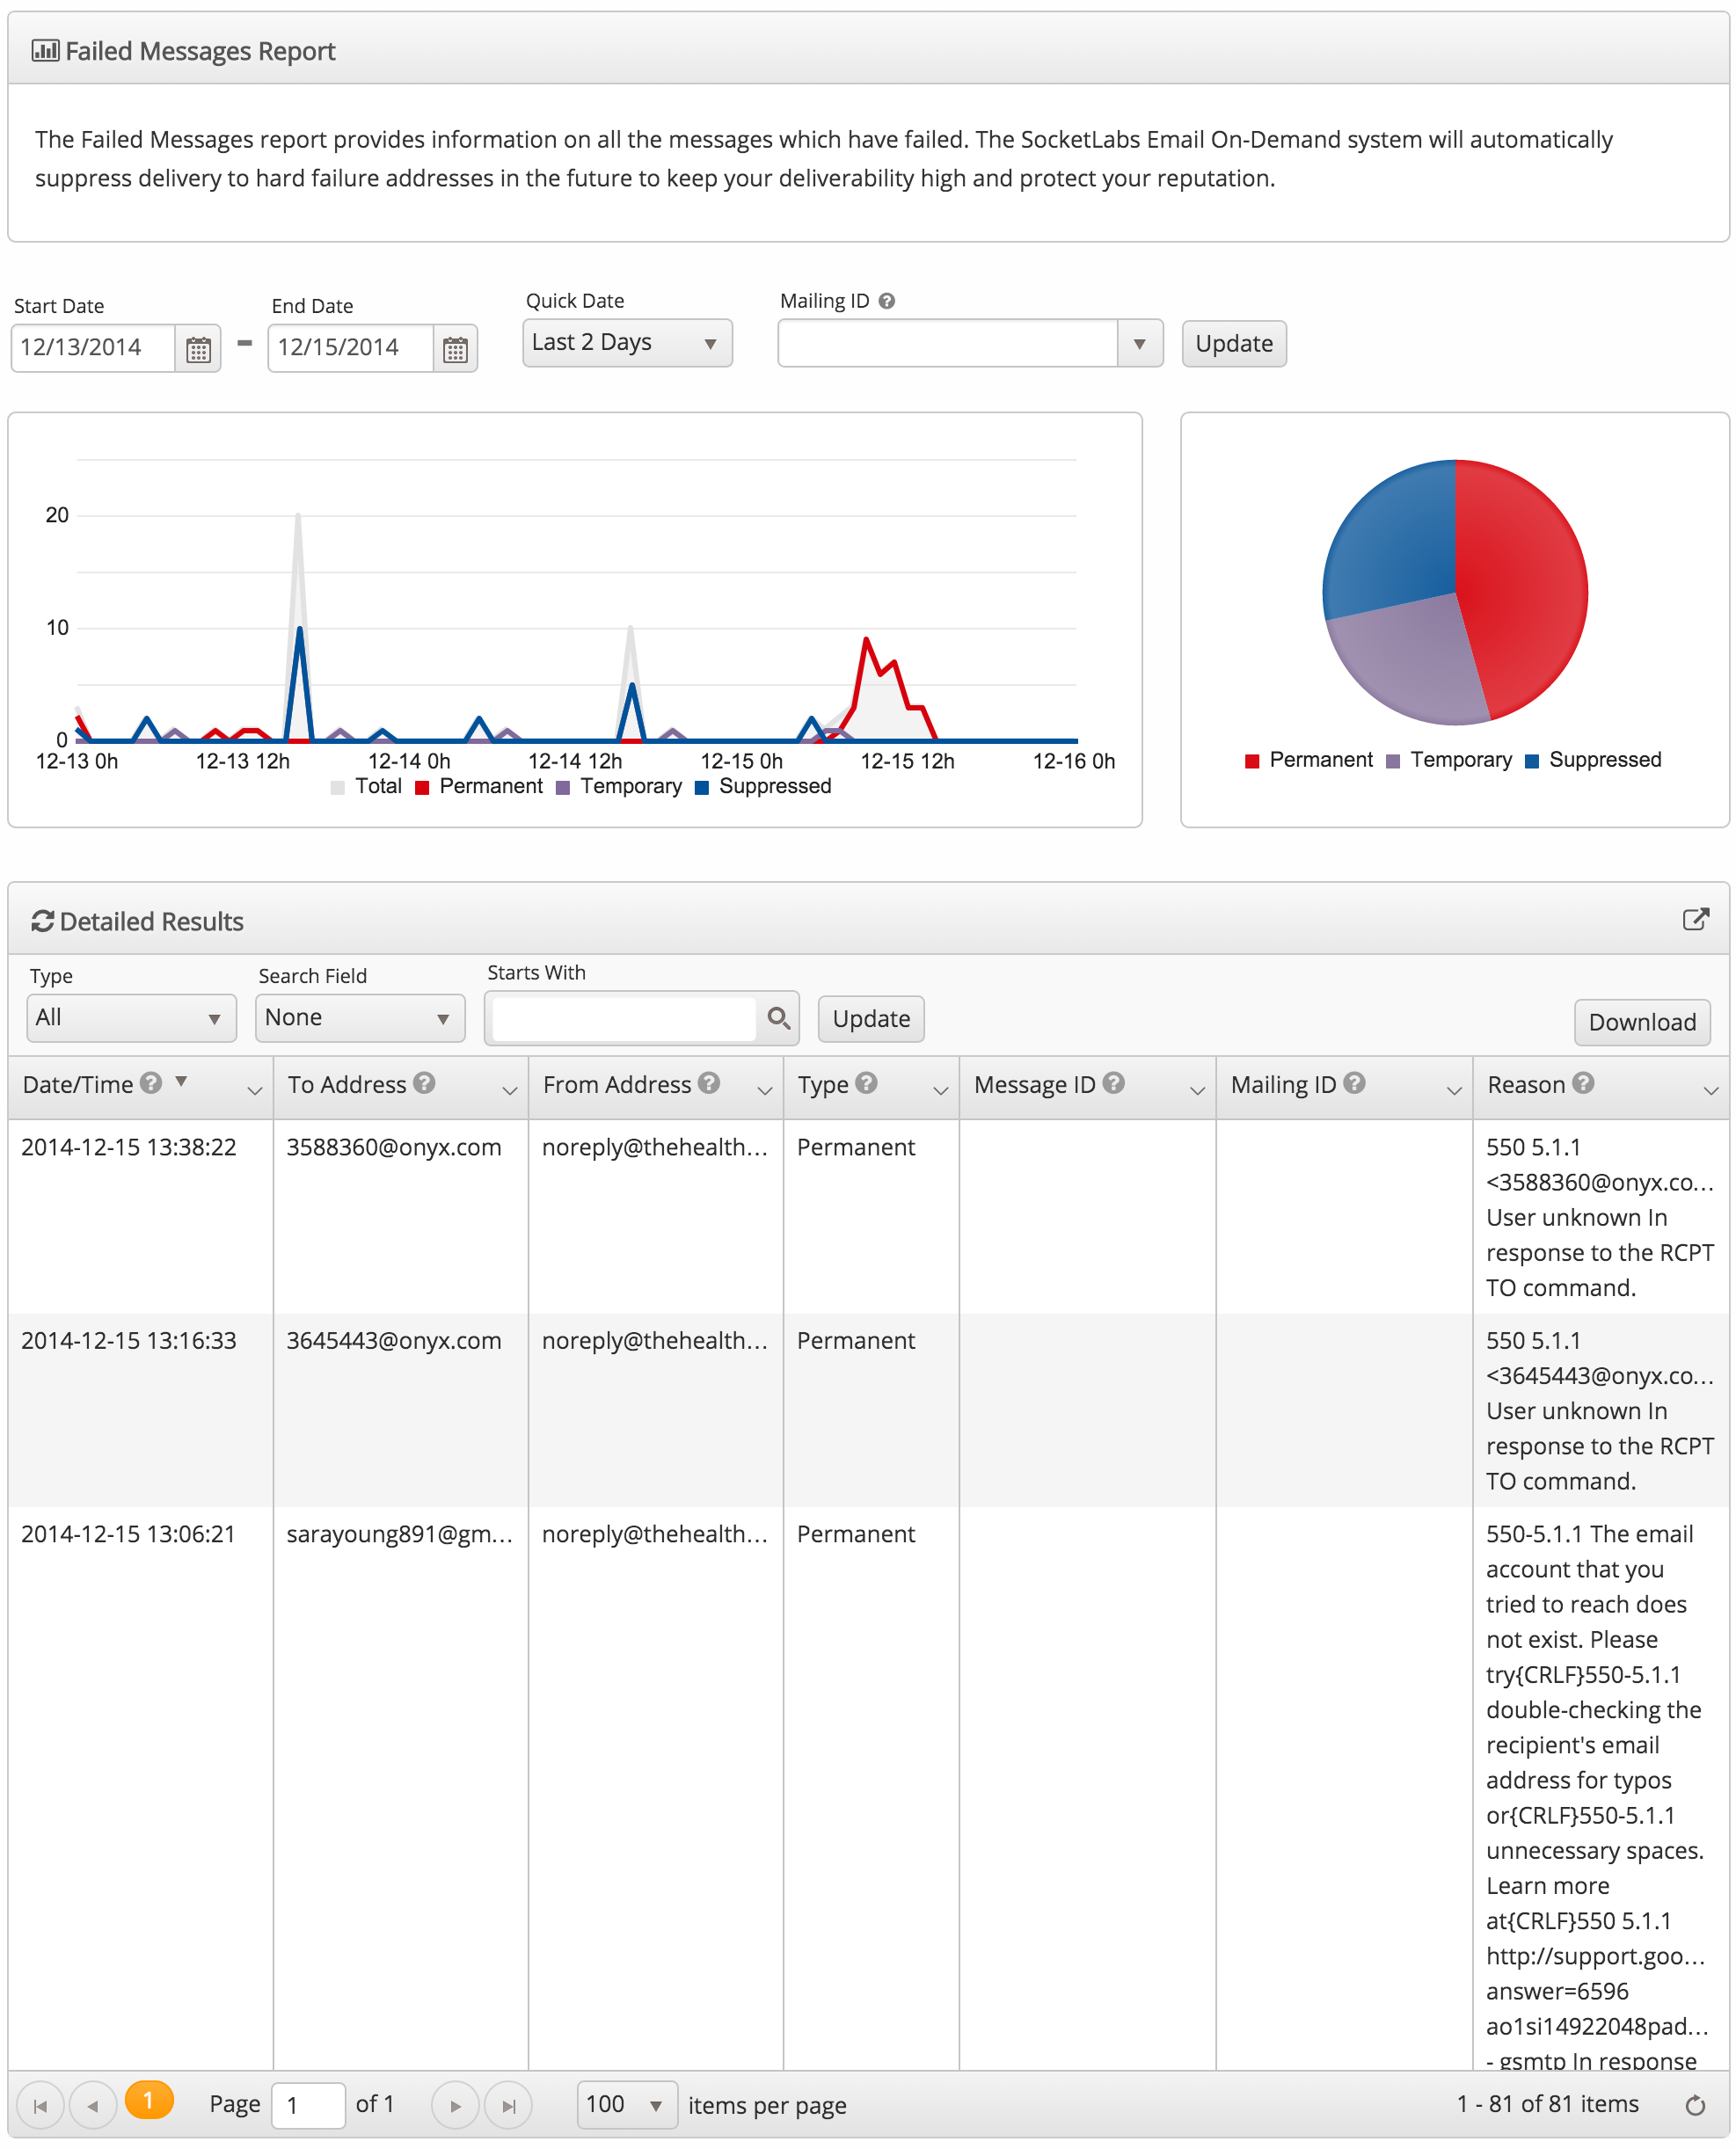 Failed Messages Report
The Failed Messages report provides information on all the messages which have failed. The SocketLabs Email On-Demand system will automatically
suppress delivery to hard failure addresses in the future to keep your deliverability high and protect your reputation.
Start Date
End Date
Quick Date
Mailing ID
12/13/2014
–
12/15/2014
Last 2 Days
Update
20
10
0
12-13 0h
12-13 12h
12-14 0h
12-14 12h
12-15 0h
12-15 12h
12-16 0h
Total Permanent Temporary Suppressed
Permanent Temporary Suppressed
Detailed Results
Type
Search Field
Starts With
All
None
Update
Download
Date/Time ? To Address ? From Address ? Type ? Message ID ? Mailing ID ? Reason ?
2014-12-15 13:38:22 3588360@onyx.com noreply@thehealth... Permanent
550 5.1.1
<3588360@onyx.co...
User unknown In
response to the RCPT
TO command.
2014-12-15 13:16:33 3645443@onyx.com noreply@thehealth... Permanent
550 5.1.1
<3645443@onyx.co...
User unknown In
response to the RCPT
TO command.
2014-12-15 13:06:21 sarayoung891@gm... noreply@thehealth... Permanent
550-5.1.1 The email
account that you
tried to reach does
not exist. Please
try{CRLF}550-5.1.1
double-checking the
recipient's email
address for typos
or{CRLF}550-5.1.1
unnecessary spaces.
Learn more
at{CRLF}550 5.1.1
http://support.goo...
answer=6596
ao1si14922048pad...
- gsmtp In response
1 Page 1 of 1 100 items per page 1 - 81 of 81 items